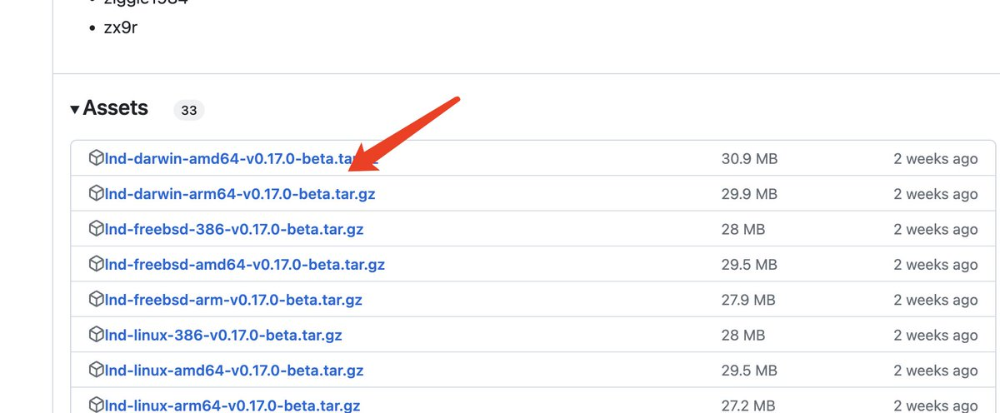 ziggie1984
zx9r
Assets 33
lnd-darwin-amd64-v0.17.0-beta.tar.gz 30.9 MB 2 weeks ago
lnd-darwin-arm64-v0.17.0-beta.tar.gz 29.9 MB 2 weeks ago
lnd-freebsd-386-v0.17.0-beta.tar.gz 28 MB 2 weeks ago
lnd-freebsd-amd64-v0.17.0-beta.tar.gz 29.5 MB 2 weeks ago
lnd-freebsd-arm-v0.17.0-beta.tar.gz 27.9 MB 2 weeks ago
lnd-linux-386-v0.17.0-beta.tar.gz 28 MB 2 weeks ago
lnd-linux-amd64-v0.17.0-beta.tar.gz 29.5 MB 2 weeks ago
lnd-linux-arm64-v0.17.0-beta.tar.gz 27.2 MB 2 weeks ago